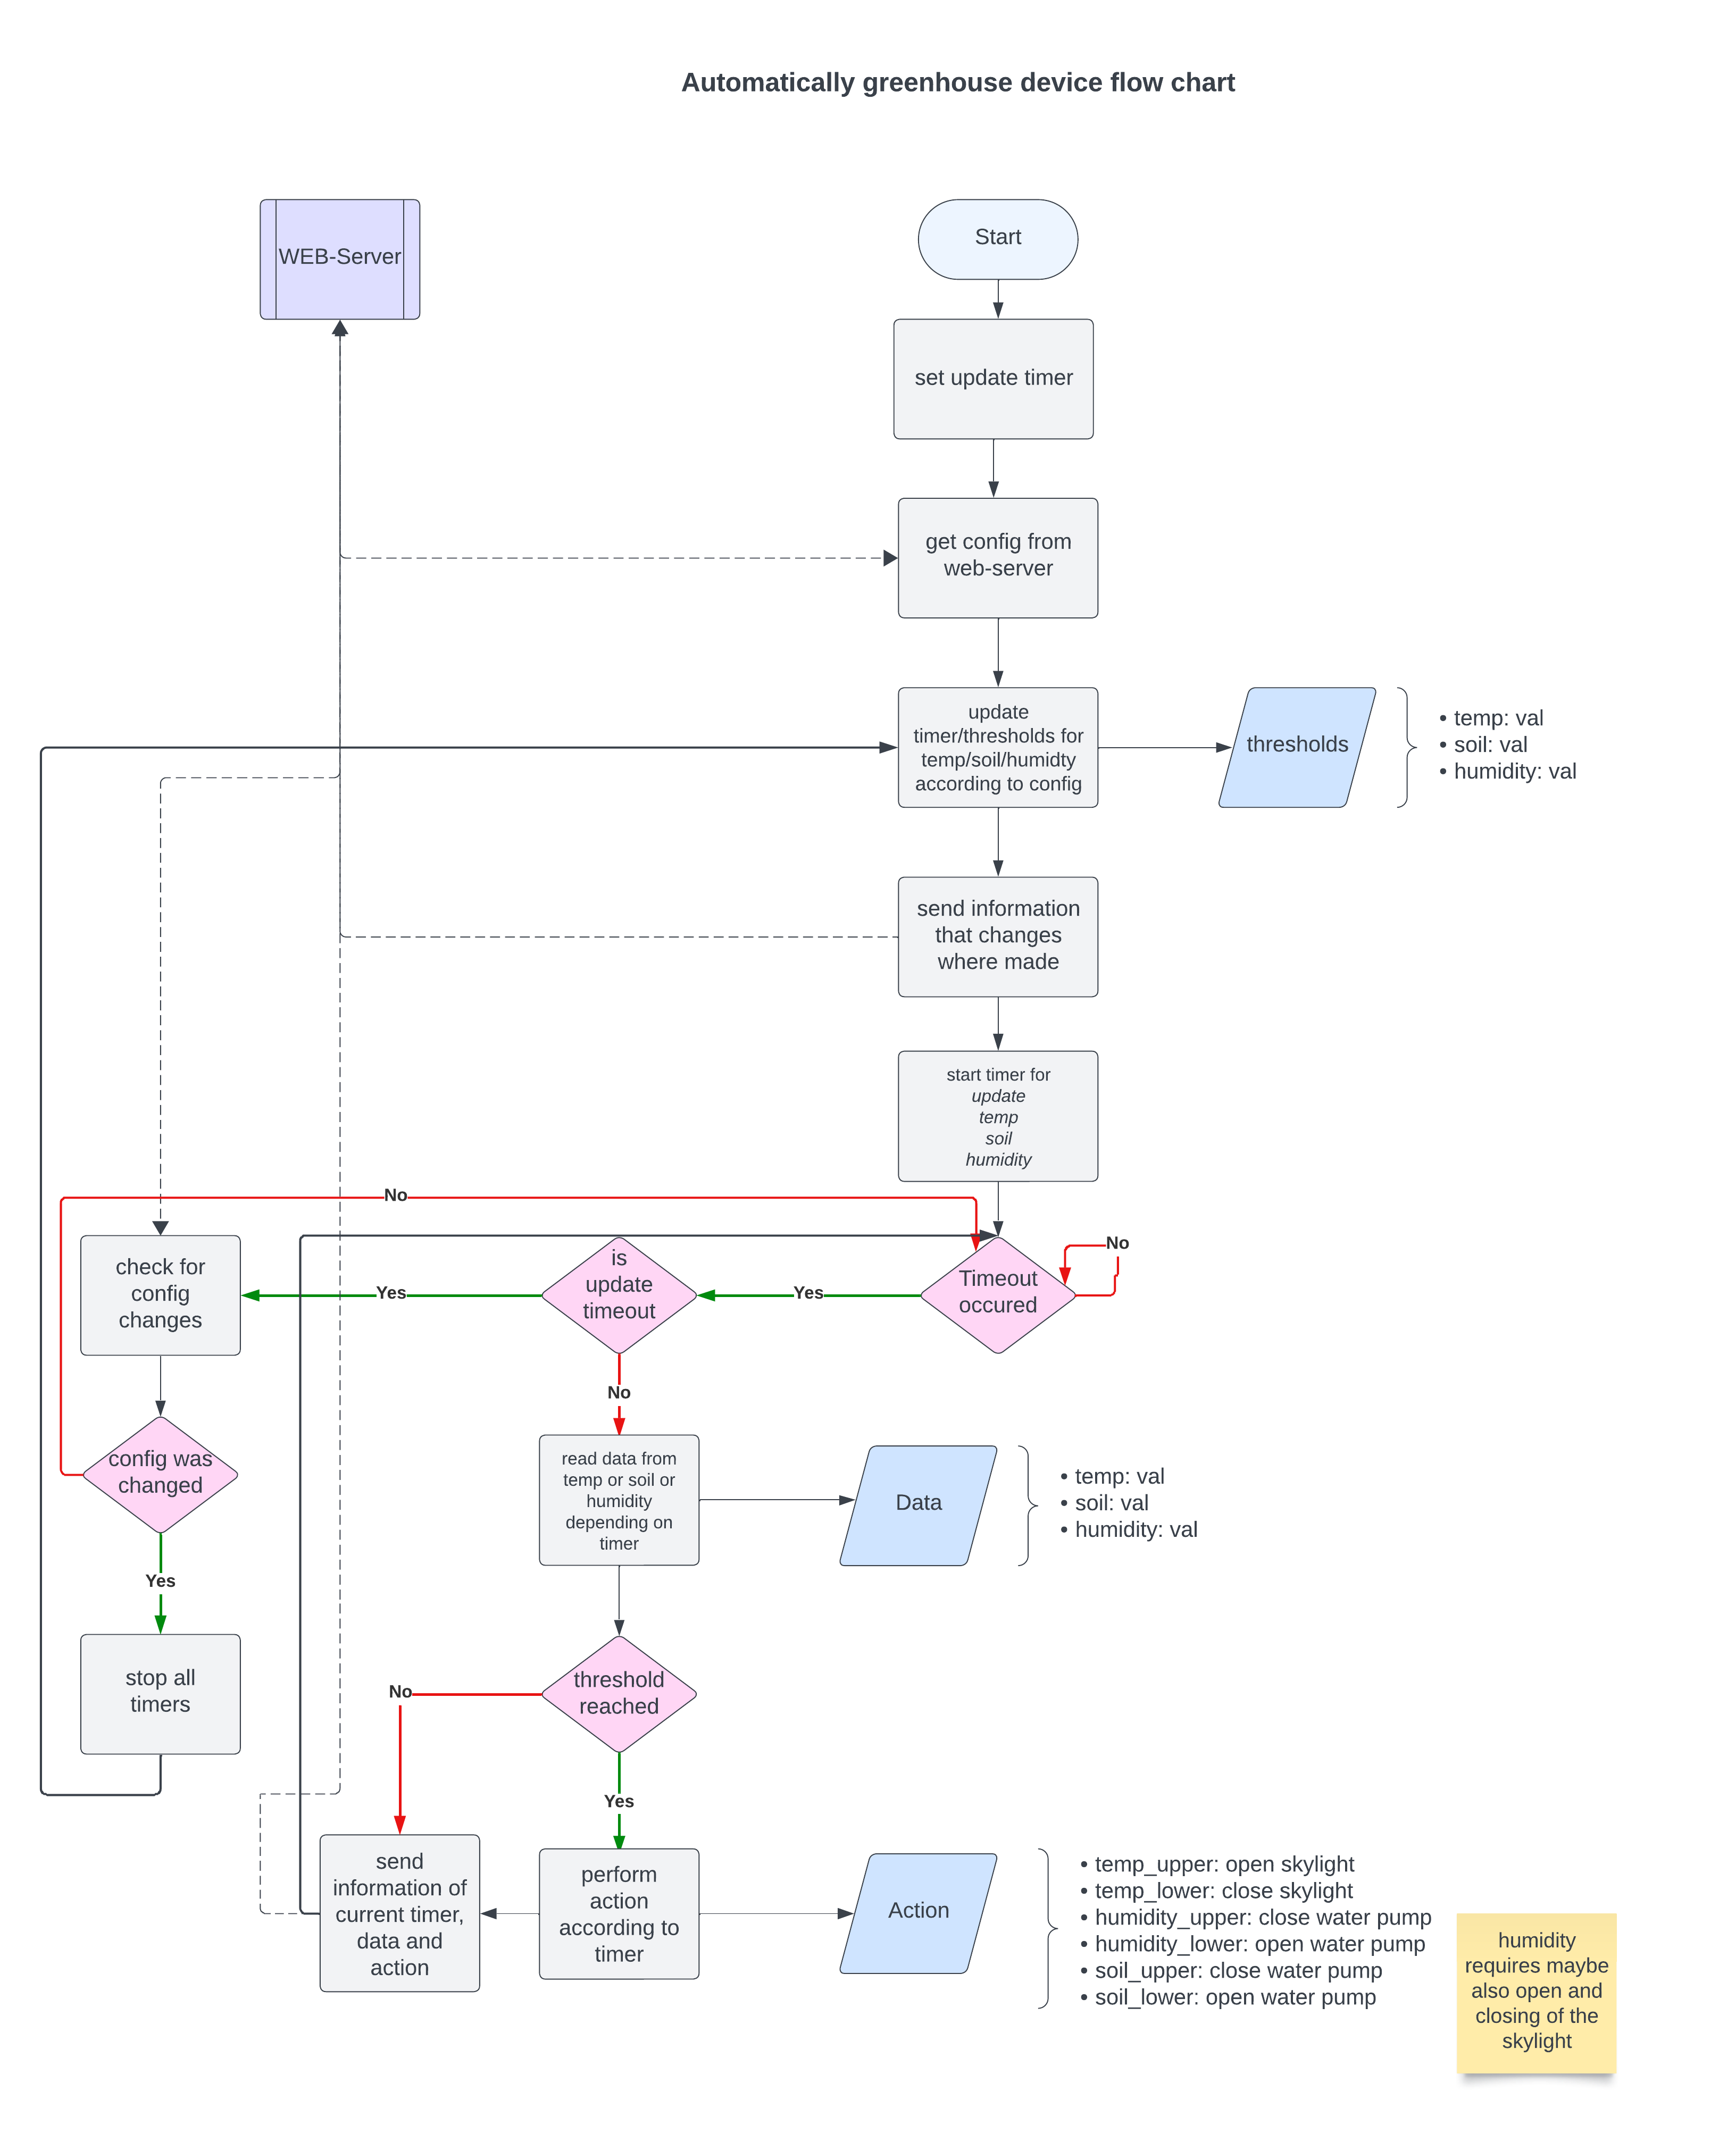 Automatically greenhouse device flow chart
WEB-Server
Start
set update timer
get config from
web-server
update
timer/thresholds for
temp/soil/humidty
according to config
thresholds
• temp: val
• soil: val
• humidity: val
send information
that changes
where made
start timer for
update
temp
soil
humidity
No
check for
config
changes
Yes
is
update
timeout
Yes
Timeout
occured
No
No
config was
changed
read data from
temp or soil or
humidity
depending on
timer
Data
• temp: val
• soil: val
• humidity: val
Yes
stop all
timers
No
threshold
reached
Yes
send
information of
current timer,
data and
action
perform
action
according to
timer
Action
• temp_upper: open skylight
• temp_lower: close skylight
• humidity_upper: close water pump
• humidity_lower: open water pump
• soil_upper: close water pump
• soil_lower: open water pump
humidity
requires maybe
also open and
closing of the
skylight